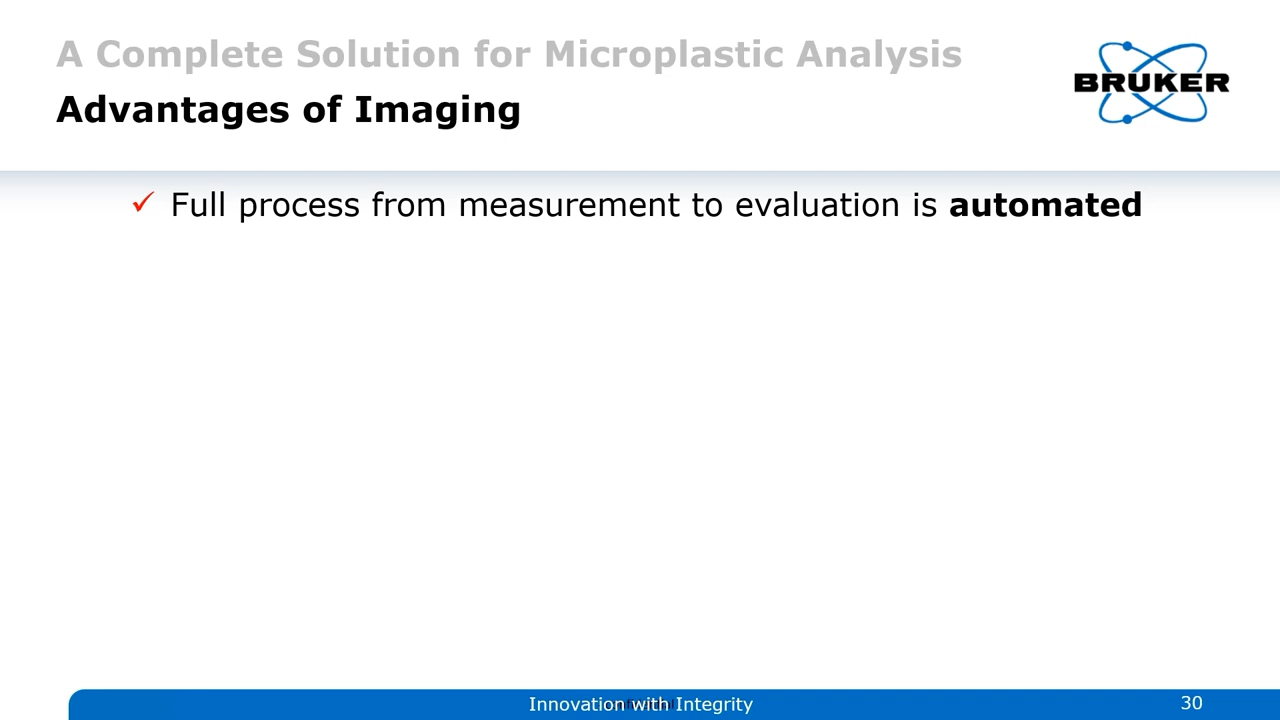 A Complete Solution for Microplastic Analysis
Advantages of Imaging
BRUKER
✓ Full process from measurement to evaluation is automated
Innovation with Integrity
30